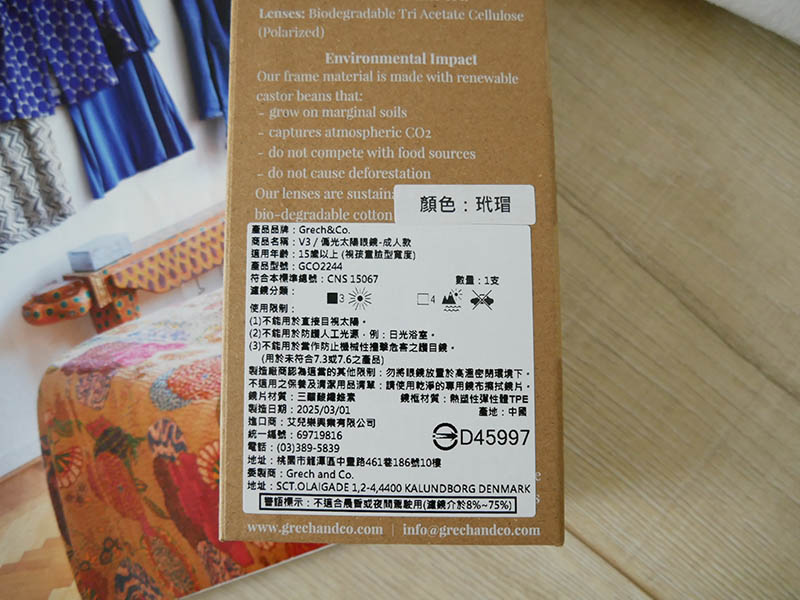 Lenses: Biodegradable Tri Acetate Cellulose
(Polarized)
Environmental Impact
Our frame material is made with renewable
castor beans that:
- grow on marginal soils
- captures atmospheric CO2
- do not compete with food sources
- do not cause deforestation
Our lenses are sustain
bio-degradable cotton
顏色：玳瑁
產品品牌：Grech&Co.
商品名稱：V3 / 偏光太陽眼鏡-成人款
適用年齡：15歲以上 (視孩童臉型寬度)
產品型號：GCO2244
符合本標準編號：CNS 15067 數量：1支
濾鏡分類：
3 4
使用限制：
(1)不能用於直接目視太陽。
(2)不能用於防護人工光源，例：日光浴室。
(3)不能用於當作防止機械性撞擊危害之護目鏡。
(用於未符合7.3或7.6之產品)
製造廠商認為適當的其他限制：勿將眼鏡放置於高溫密閉環境下。
不適用之保養及清潔用品清單：請使用乾淨的專用鏡布擦拭鏡片。
鏡片材質：三醋酸纖維素 鏡框材質：熱塑性彈性體TPE
製造日期：2025/03/01 產地：中國
進口商：艾兒樂興業有限公司
統一編號：69719816
D45997
電話：(03)389-5839
地址：桃園市龍潭區中豐路461巷186號10樓
委製商：Grech and Co.
地址：SCT.OLAIGADE 1,2-4,4400 KALUNDBORG DENMARK
警語標示：不適合晨昏或夜間駕駛用(濾鏡介於8%~75%)
www.grechandco.com | info@grechandco.com